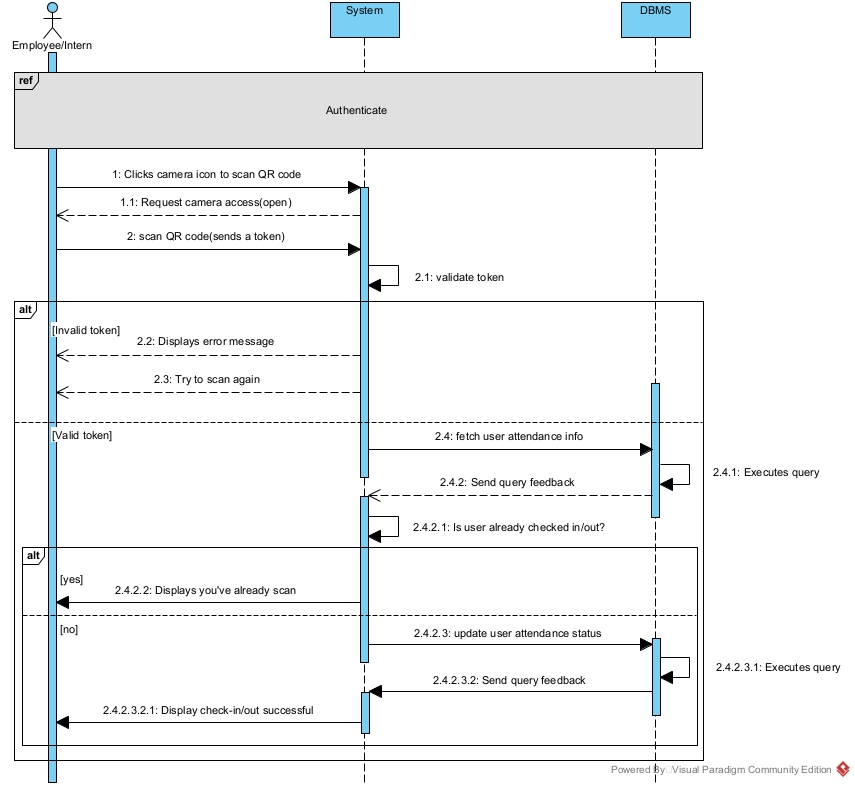 System
DBMS
Employee/Intern
ref
Authenticate
1: Clicks camera icon to scan QR code
1.1: Request camera access(open)
2: scan QR code(sends a token)
2.1: validate token
alt
[Invalid token]
2.2: Displays error message
2.3: Try to scan again
[Valid token]
2.4: fetch user attendance info
2.4.1: Executes query
2.4.2: Send query feedback
2.4.2.1: Is user already checked in/out?
alt
[yes]
2.4.2.2: Displays you've already scan
[no]
2.4.2.3: update user attendance status
2.4.2.3.1: Executes query
2.4.2.3.2: Send query feedback
2.4.2.3.2.1: Display check-in/out successful
Powered By Visual Paradigm Community Edition